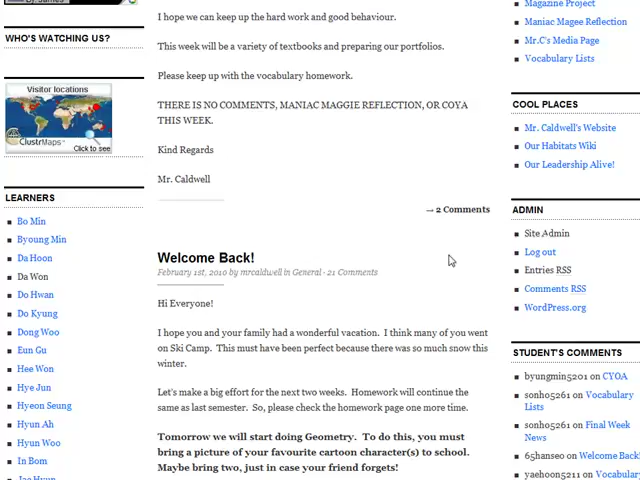 WHO'S WATCHING US?
Visitor locations
ClustrMaps™
Click to see
LEARNERS
Bo Min
Byoung Min
Da Hoon
Da Won
Do Hwan
Do Kyung
Dong Woo
Eun Gu
Hee Won
Hye Jun
Hyeon Seung
Hyun Ah
Hyun Woo
In Bom
I hope we can keep up the hard work and good behaviour.
This week will be a variety of textbooks and preparing our portfolios.
Please keep up with the vocabulary homework.
THERE IS NO COMMENTS, MANIAC MAGGIE REFLECTION, OR COYA
THIS WEEK.
Kind Regards
Mr. Caldwell
→ 2 Comments
Welcome Back!
February 1st, 2010 by mrcaldwell in General · 21 Comments
Hi Everyone!
I hope you and your family had a wonderful vacation. I think many of you went
on Ski Camp. This must have been perfect because there was so much snow this
winter.
Let's make a big effort for the next two weeks. Homework will continue the
same as last semester. So, please check the homework page one more time.
Tomorrow we will start doing Geometry. To do this, you must
bring a picture of your favourite cartoon character(s) to school.
Maybe bring two, just in case your friend forgets!
Magazine Project
Maniac Magee Reflection
Mr.C's Media Page
Vocabulary Lists
COOL PLACES
Mr. Caldwell's Website
Our Habitats Wiki
Our Leadership Alive!
ADMIN
Site Admin
Log out
Entries RSS
Comments RSS
WordPress.org
STUDENT'S COMMENTS
byungmin5201 on CYOA
sonho5261 on Vocabulary
Lists
sonho5261 on Final Week
News
65hanseo on Welcome Back!
yaehoon5211 on Vocabulary